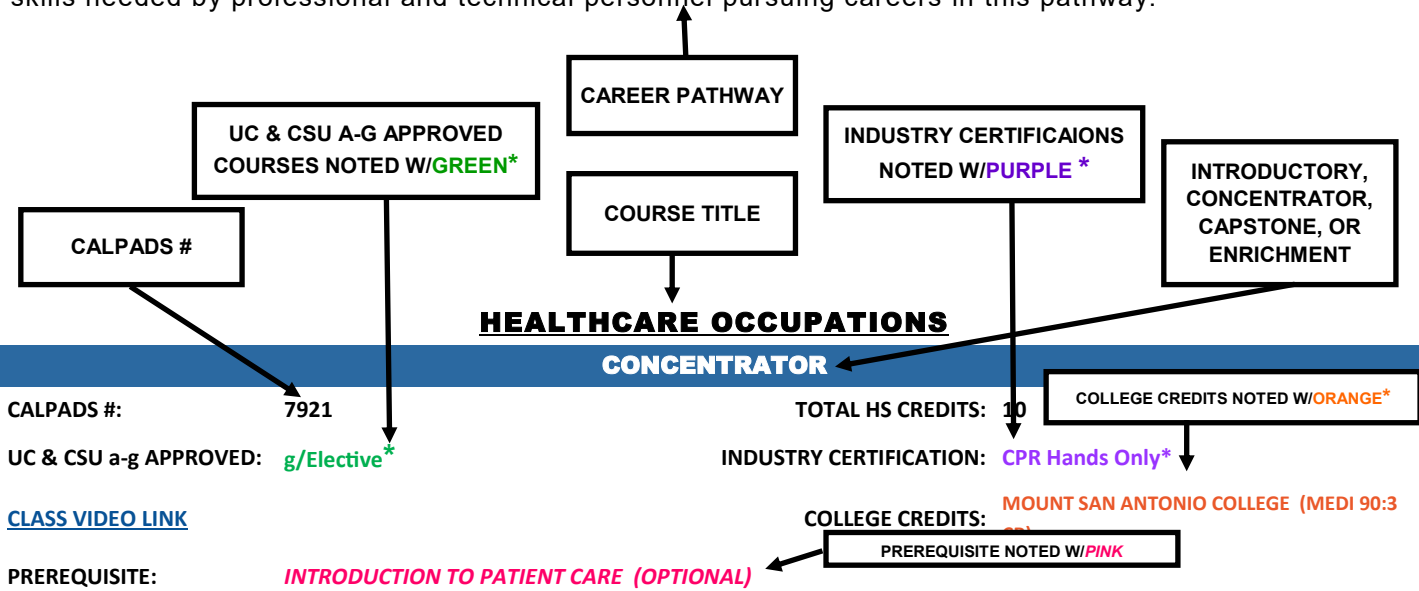 skills needed by professional and technical personnel pursuing careers in this pathway.
CAREER PATHWAY
UC & CSU A-G APPROVED
COURSES NOTED W/GREEN*
INDUSTRY CERTIFICAIONS
NOTED W/PURPLE *
INTRODUCTORY,
CONCENTRATOR,
CAPSTONE, OR
ENRICHMENT
COURSE TITLE
CALPADS #
HEALTHCARE OCCUPATIONS
CONCENTRATOR
CALPADS #: 7921
TOTAL HS CREDITS: 10
COLLEGE CREDITS NOTED W/ORANGE*
UC & CSU a-g APPROVED: g/Elective*
INDUSTRY CERTIFICATION: CPR Hands Only*
CLASS VIDEO LINK
COLLEGE CREDITS: MOUNT SAN ANTONIO COLLEGE (MEDI 90:3
PREREQUISITE NOTED W/PINK
PREREQUISITE: INTRODUCTION TO PATIENT CARE (OPTIONAL)